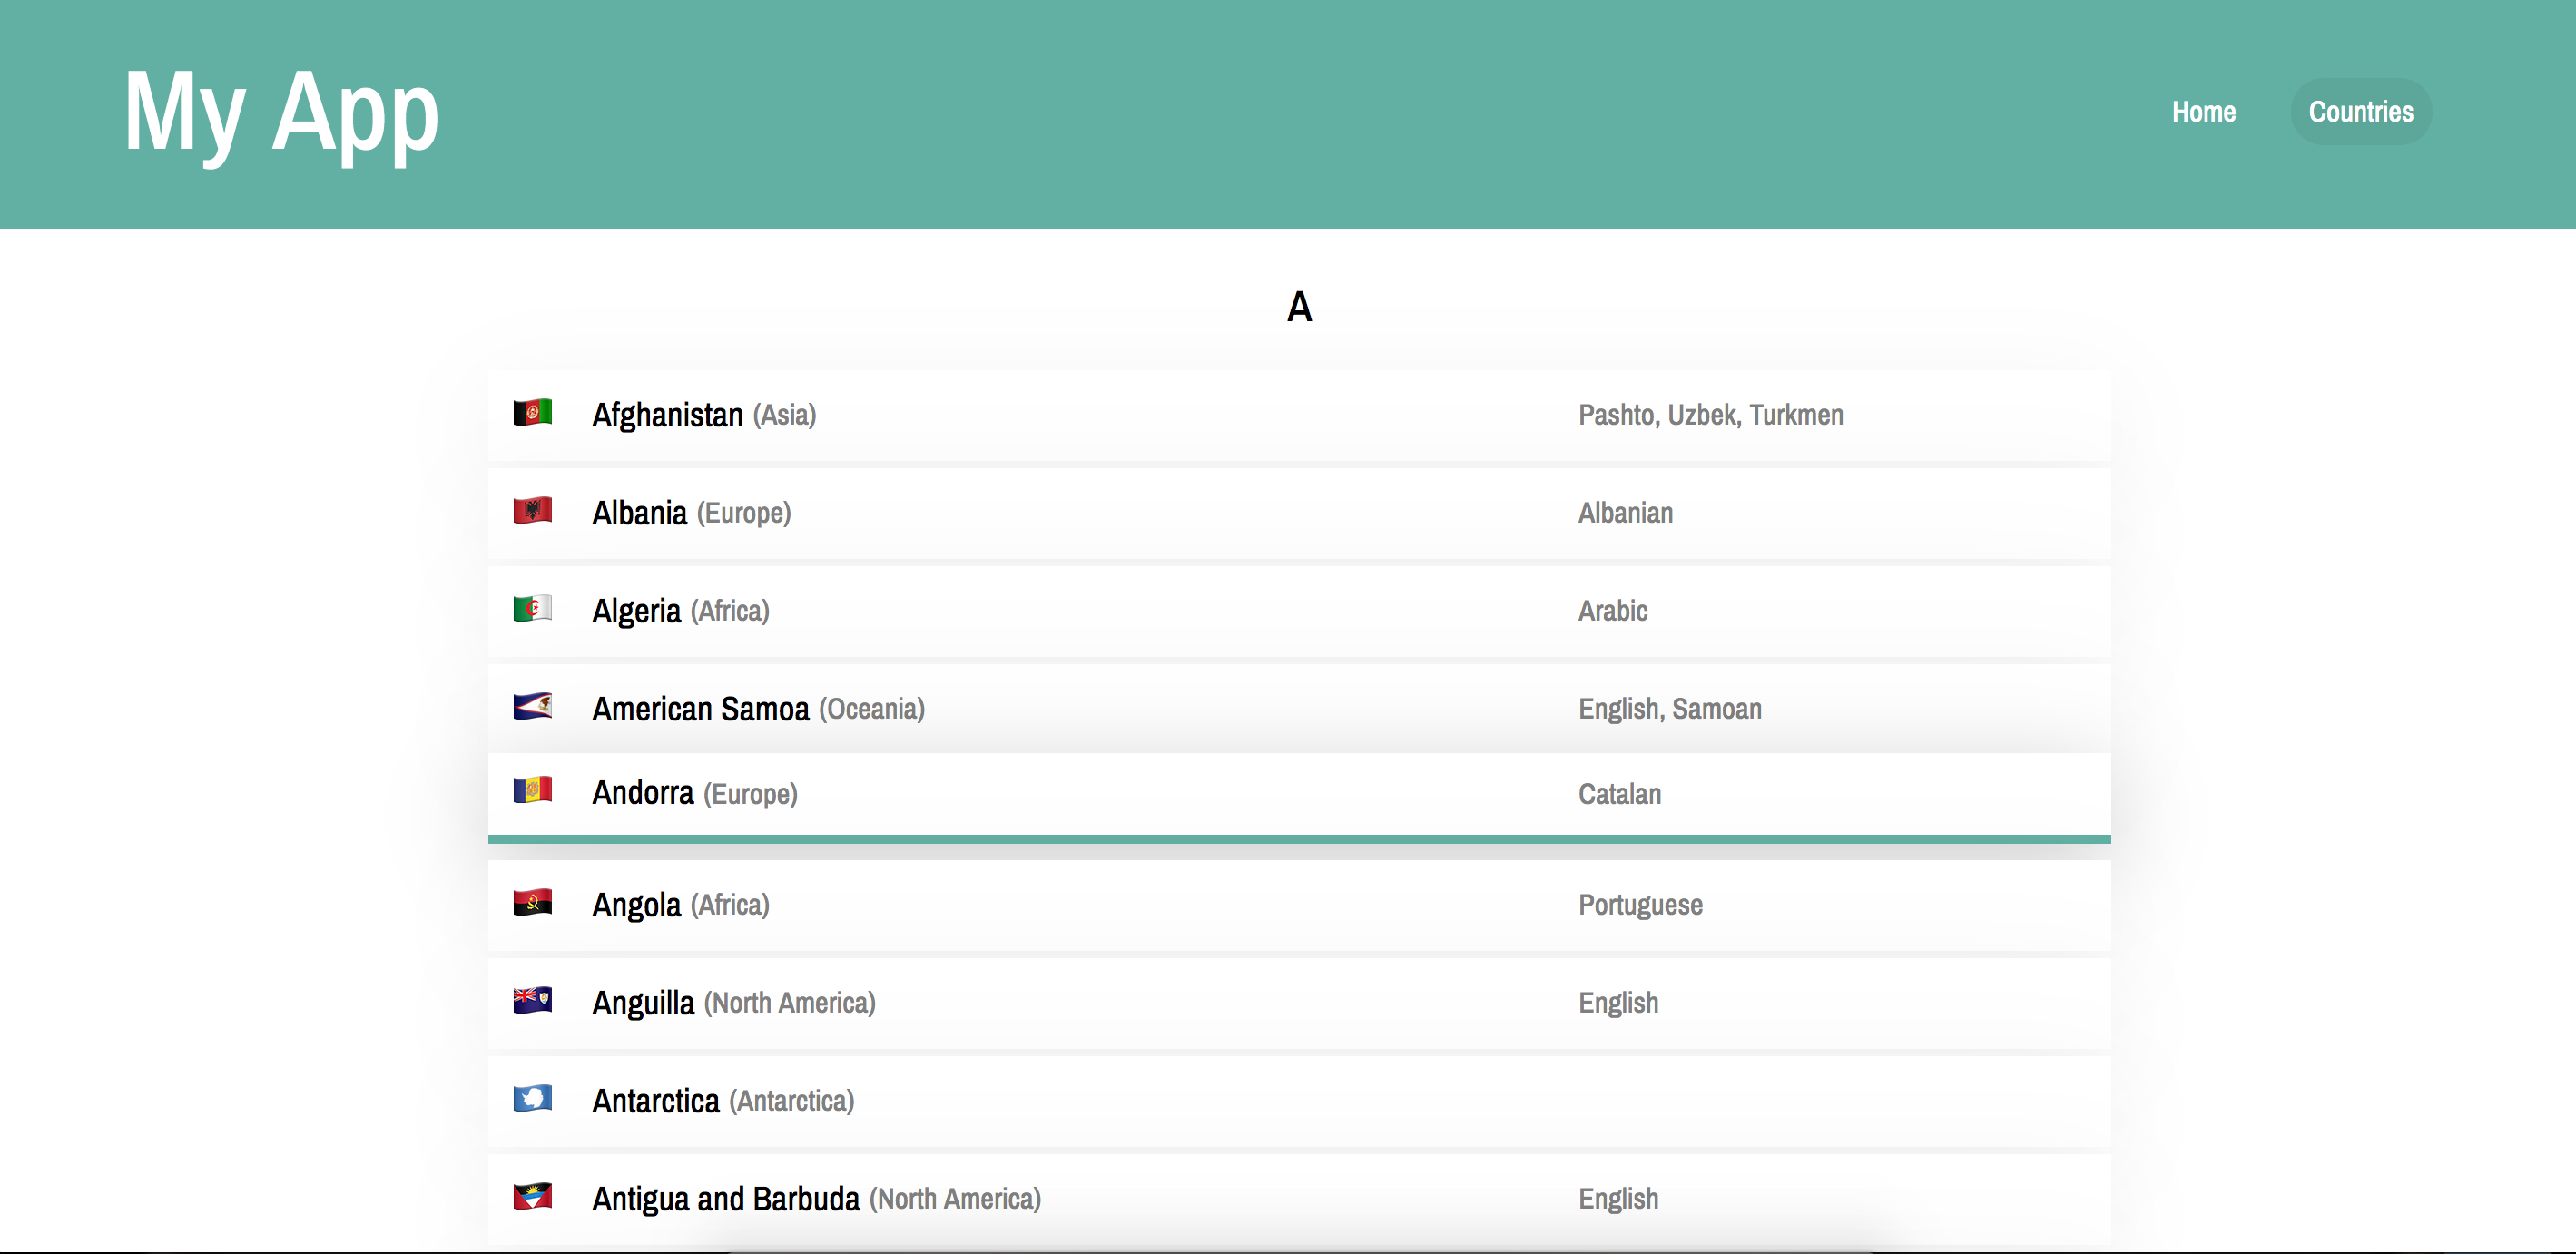 My App
Home Countries
A
Afghanistan (Asia) Pashto, Uzbek, Turkmen
Albania (Europe) Albanian
Algeria (Africa) Arabic
American Samoa (Oceania) English, Samoan
Andorra (Europe) Catalan
Angola (Africa) Portuguese
Anguilla (North America) English
Antarctica (Antarctica)
Antigua and Barbuda (North America) English